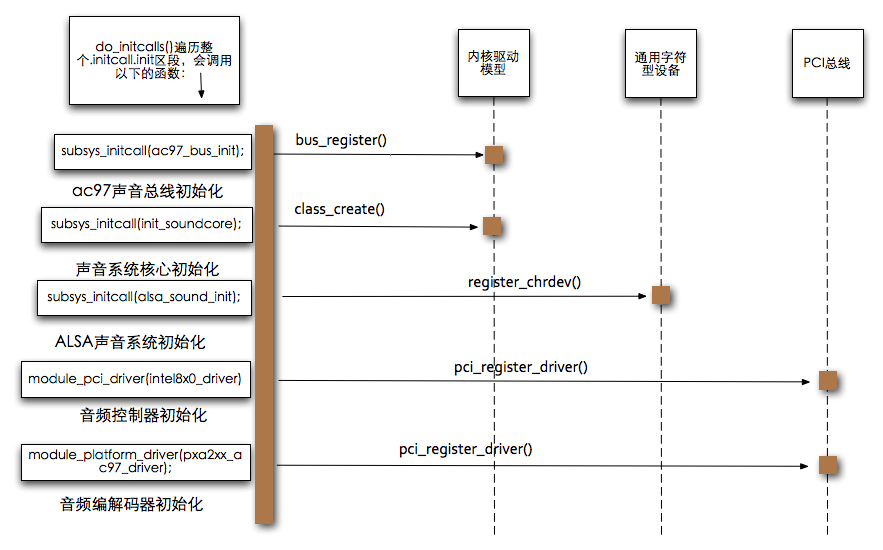 do_initcalls()遍历整
个.initcall.init区段，会调用
以下的函数：
内核驱动
模型
通用字符
型设备
PCI总线
subsys_initcall(ac97_bus_init);
bus_register()
ac97声音总线初始化
subsys_initcall(init_soundcore);
class_create()
声音系统核心初始化
subsys_initcall(alsa_sound_init);
register_chrdev()
ALSA声音系统初始化
module_pci_driver(intel8x0_driver)
pci_register_driver()
音频控制器初始化
module_platform_driver(pxa2xx_a
c97_driver);
pci_register_driver()
音频编解码器初始化